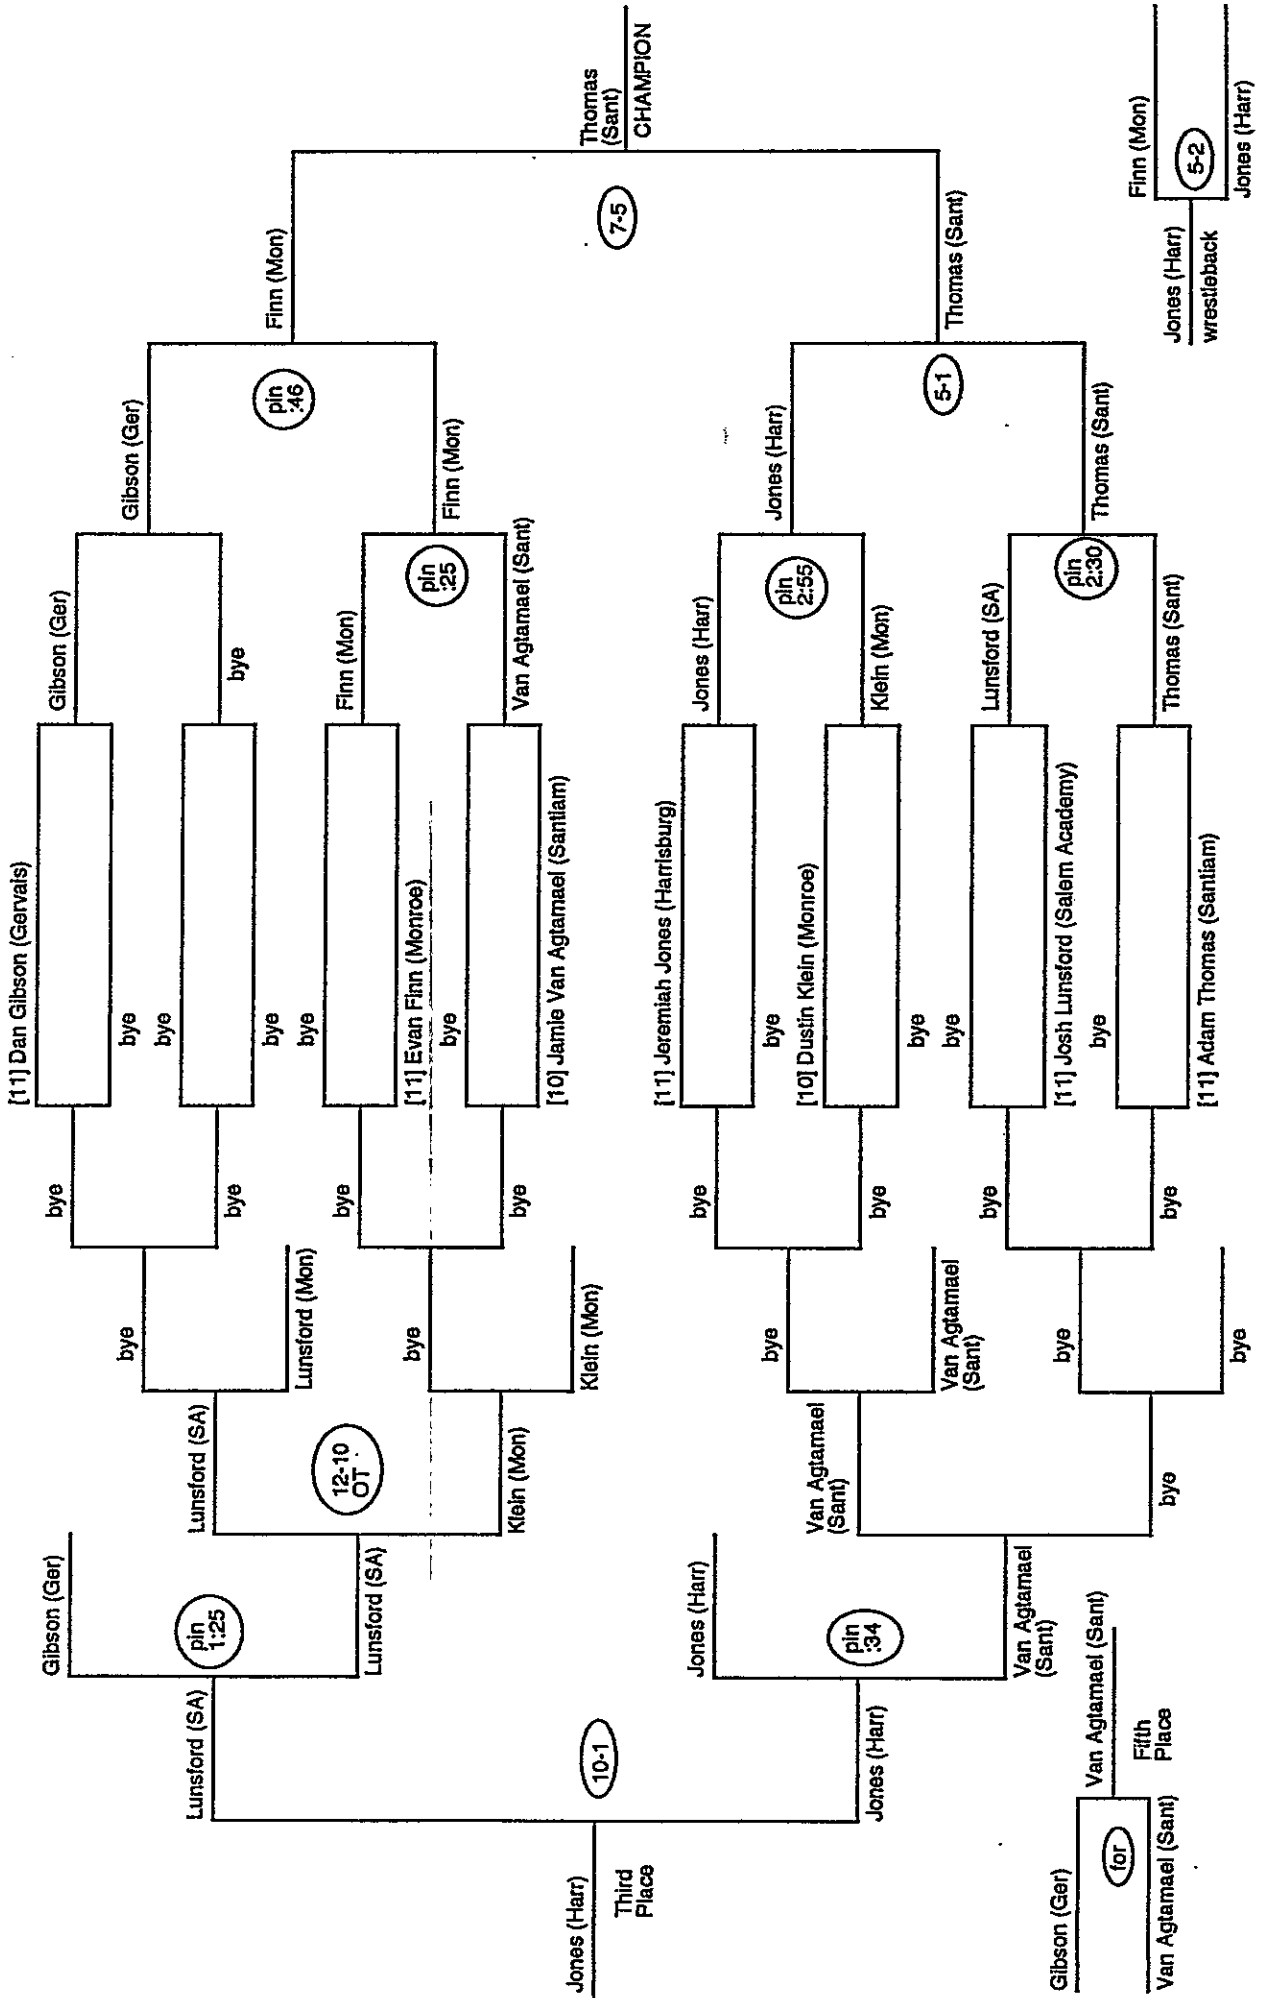 [11] Dan Gibson (Gervais)
bye
bye
bye
bye
[11] Evan Finn (Monroe)
bye
[10] Jamie Van Agtamael (Santiam)
[11] Jeremiah Jones (Harrisburg)
bye
[10] Dustin Klein (Monroe)
bye
bye
[11] Josh Lunsford (Salem Academy)
bye
[11] Adam Thomas (Santiam)
Gibson (Ger)
bye
Finn (Mon)
pin
:25
Van Agtamael (Sant)
Jones (Harr)
pin
2:55
Klein (Mon)
Lunsford (SA)
pin
2:30
Thomas (Sant)
Gibson (Ger)
pin
:46
Finn (Mon)
Jones (Harr)
5-1
Thomas (Sant)
Finn (Mon)
7-5
Thomas (Sant)
Thomas
(Sant)
CHAMPION
Finn (Mon)
5-2
Jones (Harr)
Jones (Harr)
wrestleback
bye
bye
bye
bye
bye
bye
bye
bye
bye
Lunsford (Mon)
bye
Klein (Mon)
bye
Van Agtamael
(Sant)
bye
bye
Lunsford (SA)
12-10
OT
Klein (Mon)
Van Agtamael
(Sant)
bye
Gibson (Ger)
pin
1:25
Lunsford (SA)
Jones (Harr)
pin
:34
Van Agtamael
(Sant)
Lunsford (SA)
10-1
Jones (Harr)
Jones (Harr)
Third
Place
Gibson (Ger)
for
Van Agtamael (Sant)
Van Agtamael (Sant)
Fifth
Place